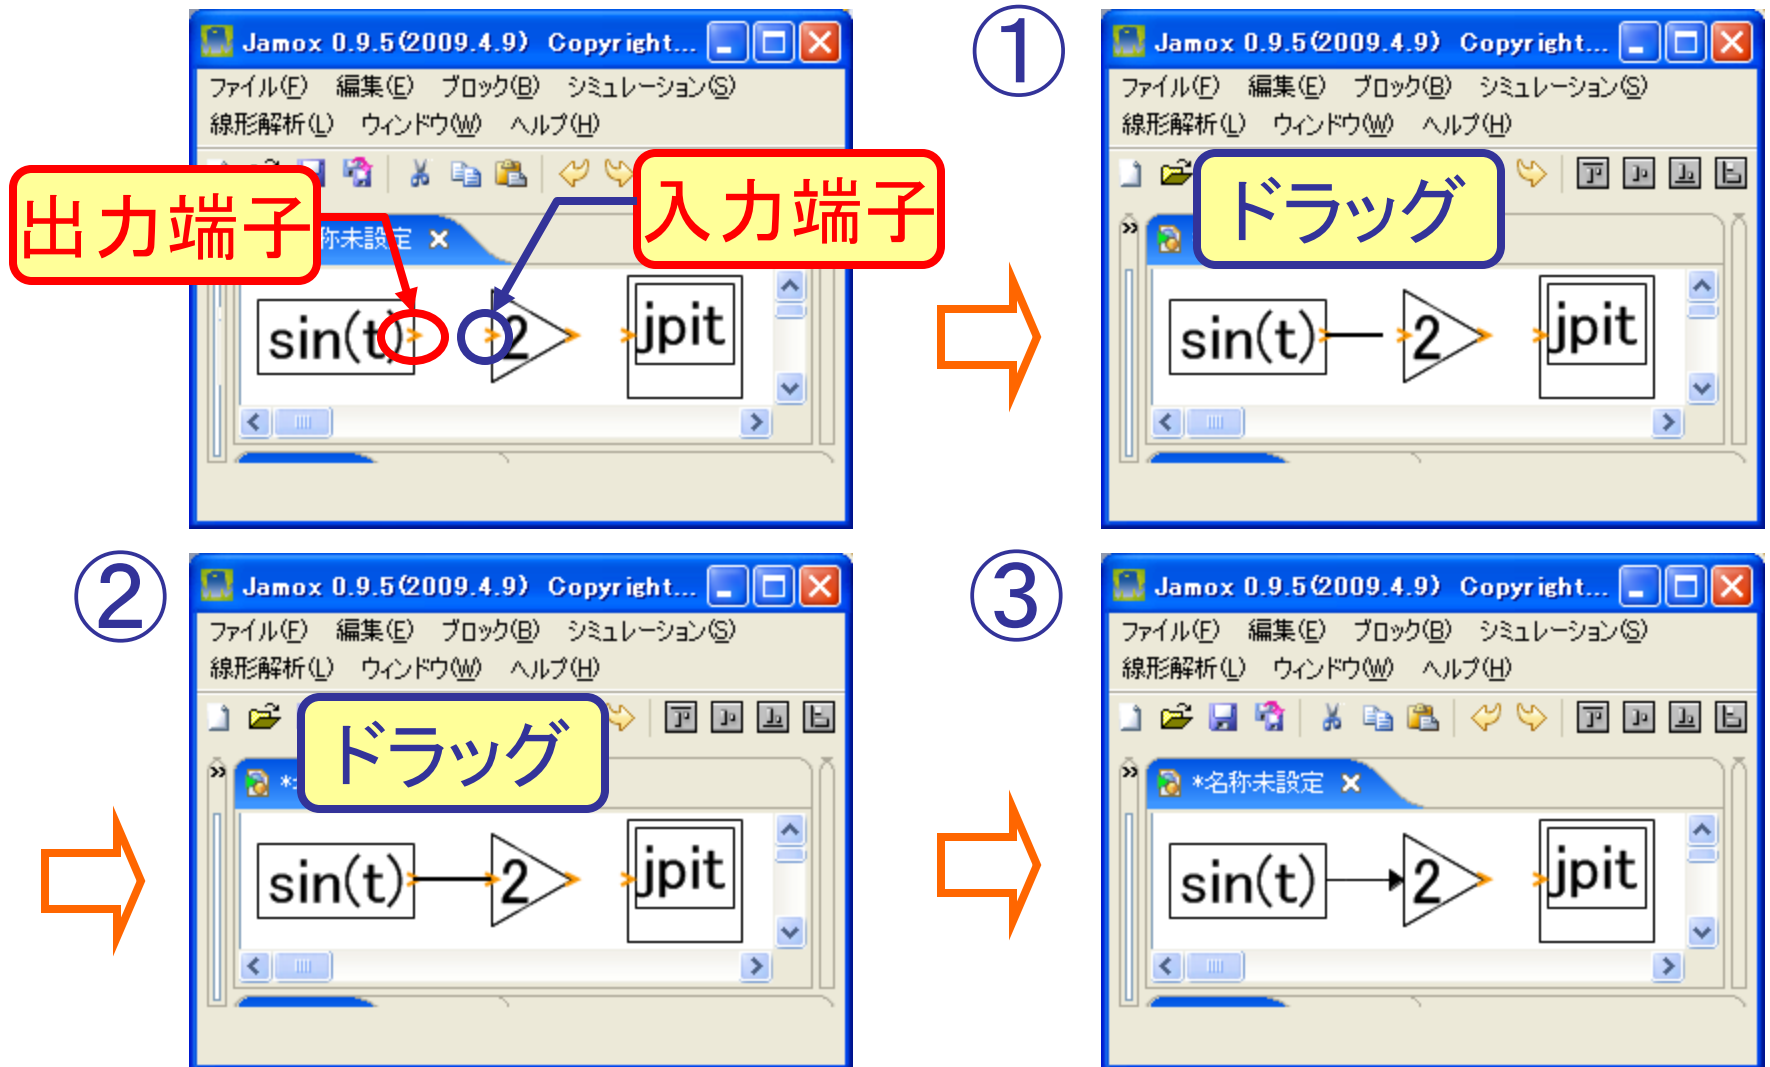 Jamox 0.9.5(2009.4.9) Copyright...
ファイル(F) 編集(E) ブロック(B) シミュレーション(S)
線形解析(L) ウィンドウ(W) ヘルプ(H)
出力端子
入力端子
称未設定
sin(t)
2
jpit
①
Jamox 0.9.5(2009.4.9) Copyright...
ファイル(F) 編集(E) ブロック(B) シミュレーション(S)
線形解析(L) ウィンドウ(W) ヘルプ(H)
ドラッグ
»
sin(t)
2
jpit
②
Jamox 0.9.5(2009.4.9) Copyright...
ファイル(F) 編集(E) ブロック(B) シミュレーション(S)
線形解析(L) ウィンドウ(W) ヘルプ(H)
ドラッグ
»
sin(t)
2
jpit
③
Jamox 0.9.5(2009.4.9) Copyright...
ファイル(F) 編集(E) ブロック(B) シミュレーション(S)
線形解析(L) ウィンドウ(W) ヘルプ(H)
»
*名称未設定
sin(t)
2
jpit